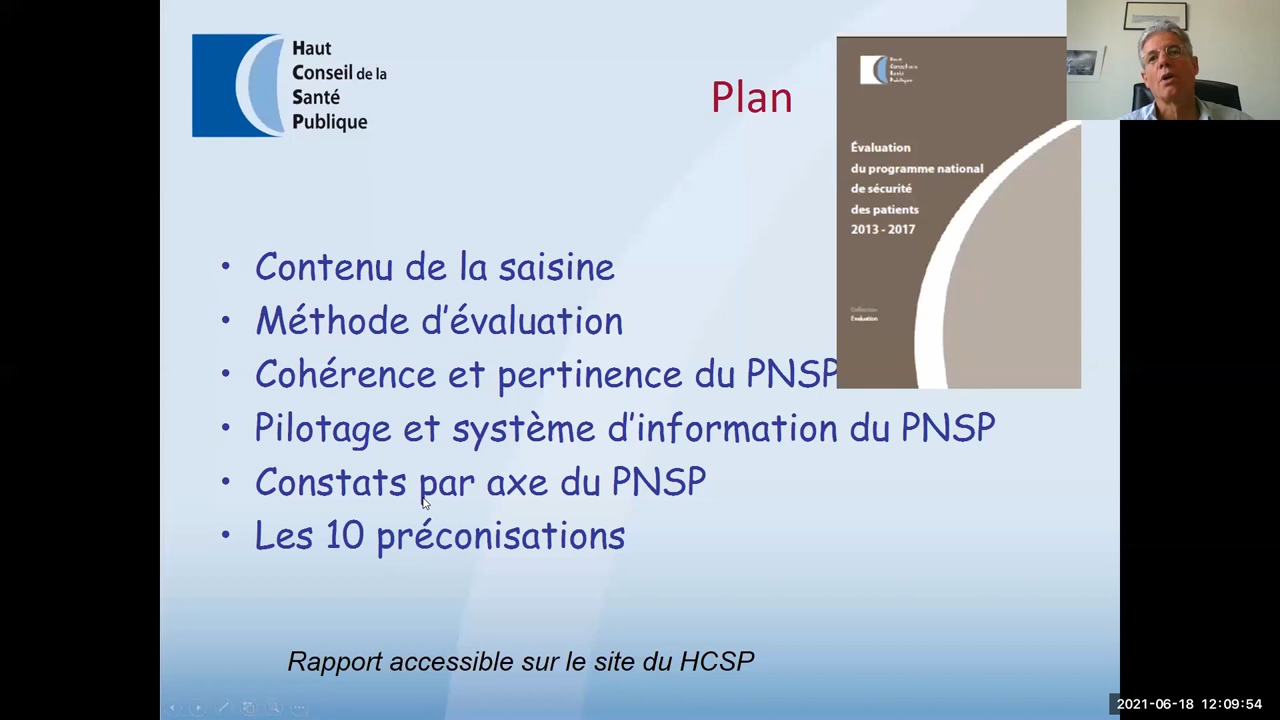 Haut
Conseil de la
Santé
Publique
Plan
Évaluation
du programme national
de sécurité
des patients
2013 - 2017
Évaluation
• Contenu de la saisine
• Méthode d'évaluation
• Cohérence et pertinence du PNSP
• Pilotage et système d'information du PNSP
• Constats par axe du PNSP
• Les 10 préconisations
Rapport accessible sur le site du HCSP
2021-06-18 12:09:54